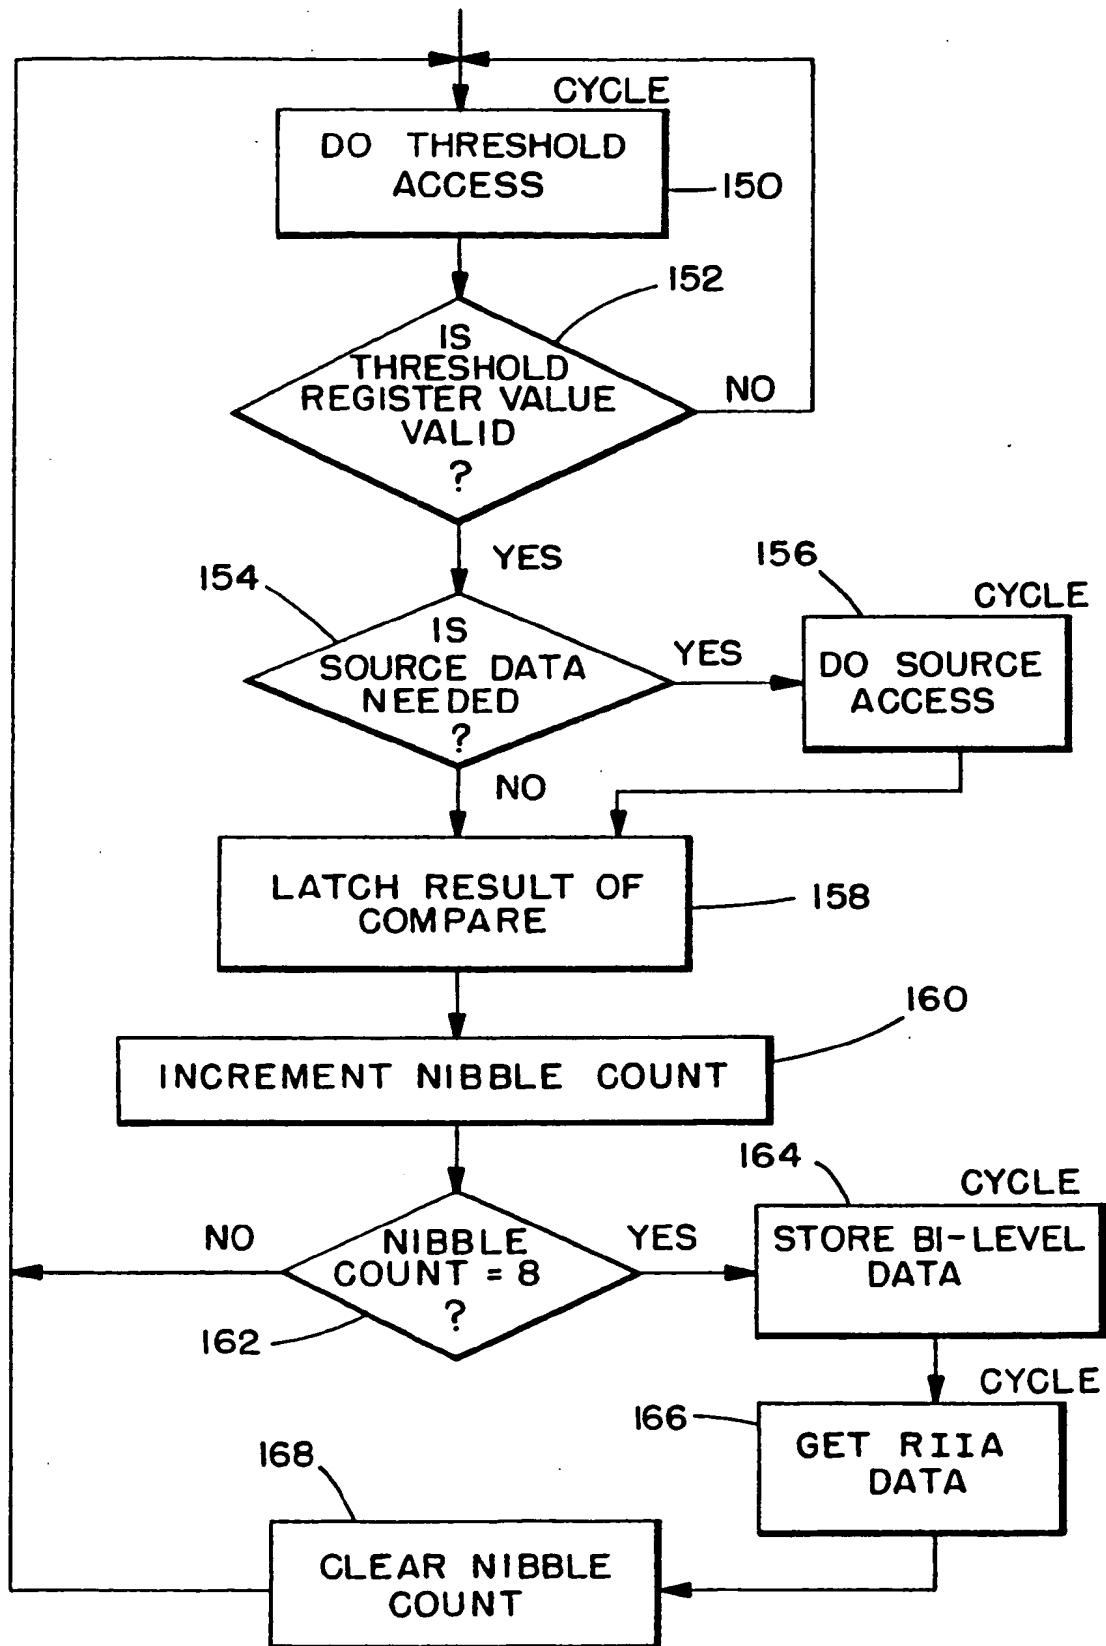 CYCLE
DO THRESHOLD
ACCESS
150
152
IS
THRESHOLD
REGISTER VALUE
VALID
?
NO
YES
154
156
CYCLE
IS
SOURCE DATA
NEEDED
?
YES
DO SOURCE
ACCESS
NO
LATCH RESULT OF
COMPARE
158
160
INCREMENT NIBBLE COUNT
164
CYCLE
NO
NIBBLE
COUNT = 8
?
YES
STORE BI-LEVEL
DATA
162
CYCLE
166
GET RIIA
DATA
168
CLEAR NIBBLE
COUNT